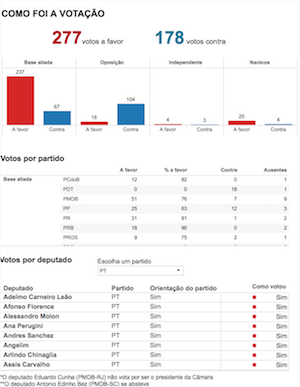 COMO FOI A VOTAÇÃO
277 votos a favor 178 votos contra
Base aliada Oposição Independente Nanicos
237 67 16 104 4 3 20 4
A favor Contra A favor Contra A favor Contra A favor Contra
Votos por partido
A favor % a favor Contra Ausentes
Base aliada PCdoB 12 92 0 1
PDT 0 0 18 1
PMDB 51 76 7 9
PP 25 63 12 3
PR 31 91 1 2
PRB 18 90 0 2
PROS 9 75 2 1
Votos por deputado
Escolha um partido
PT
Deputado Partido Orientação do partido Como votou
Adelmo Carneiro Leão PT Sim Sim
Afonso Florence PT Sim Sim
Alessandro Molon PT Sim Sim
Ana Perugini PT Sim Sim
Andres Sanchez PT Sim Sim
Angelim PT Sim Sim
Arlindo Chinaglia PT Sim Sim
Assis Carvalho PT Sim Sim
*O deputado Eduardo Cunha (PMDB-RJ) não vota por ser o presidente da Câmara
**O deputado Antonio Edinho Bez (PMDB-SC) se absteve